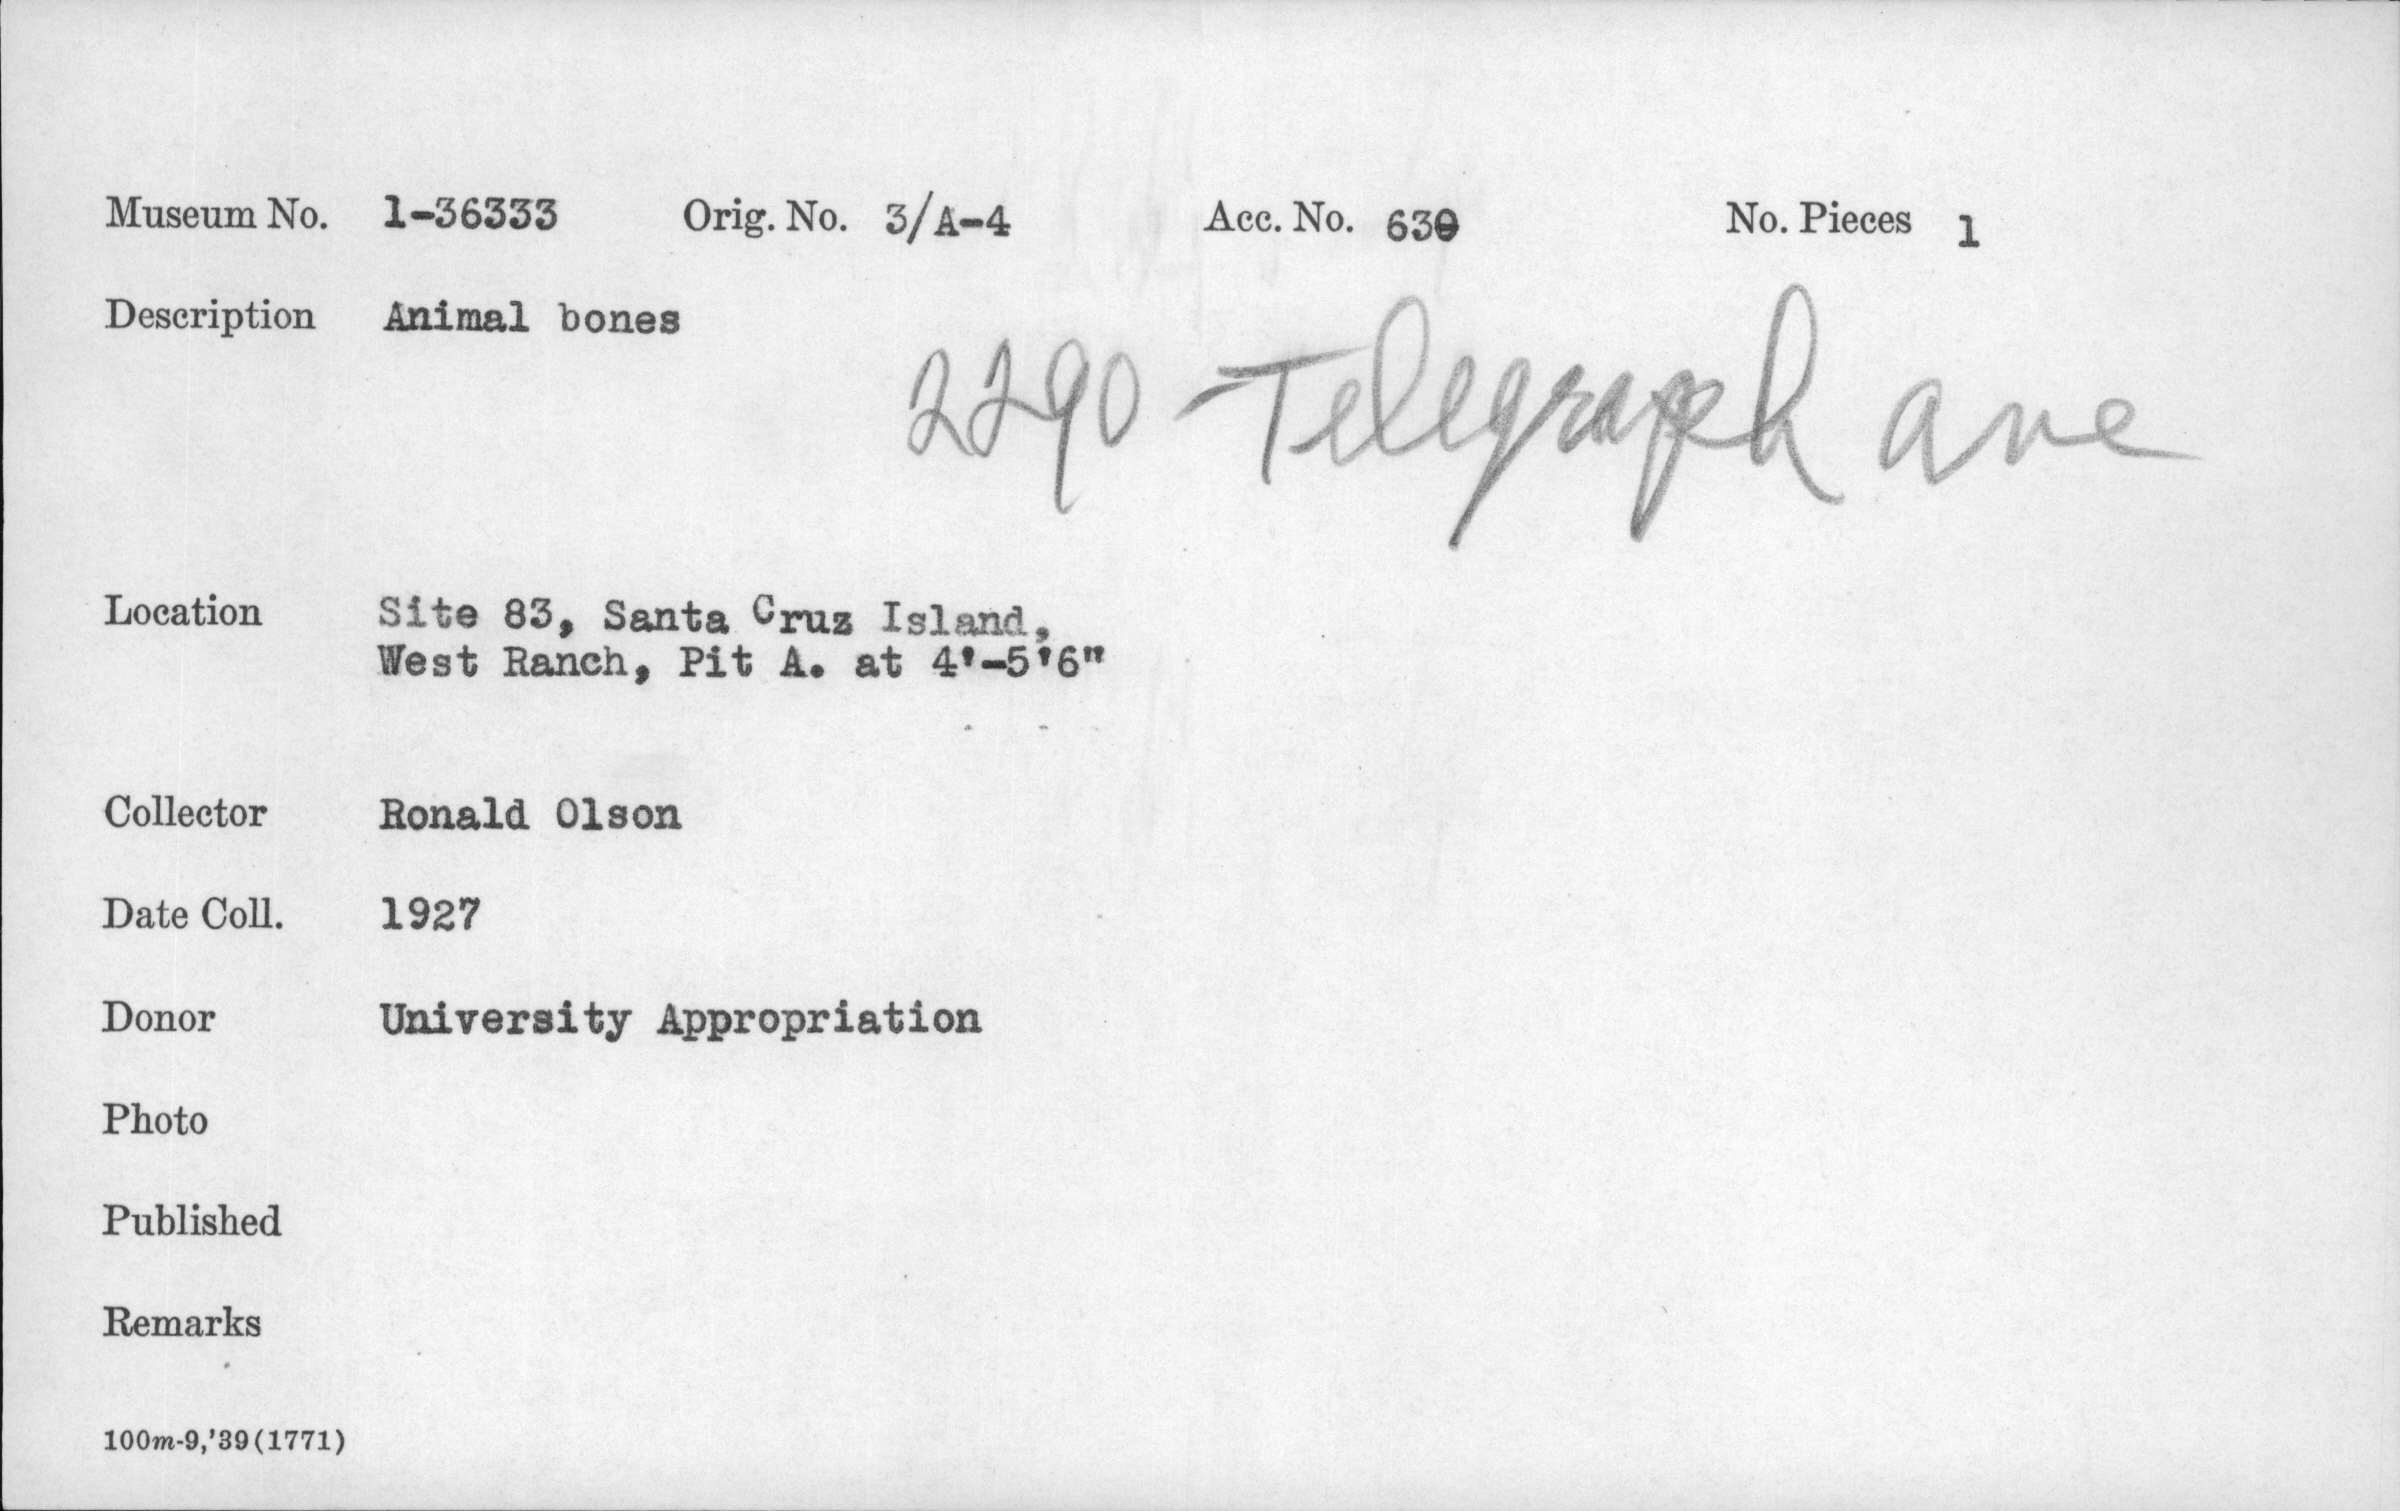 Museum No. 1-36333 Orig. No. 3/A-4 Acc. No. 630 No. Pieces 1
Description Animal bones
2290 - Telegraph ave
Location Site 83, Santa Cruz Island,
West Ranch, Pit A. at 4'-5'6"
Collector Ronald Olson
Date Coll. 1927
Donor University Appropriation
Photo
Published
Remarks
100m-9,'39(1771)